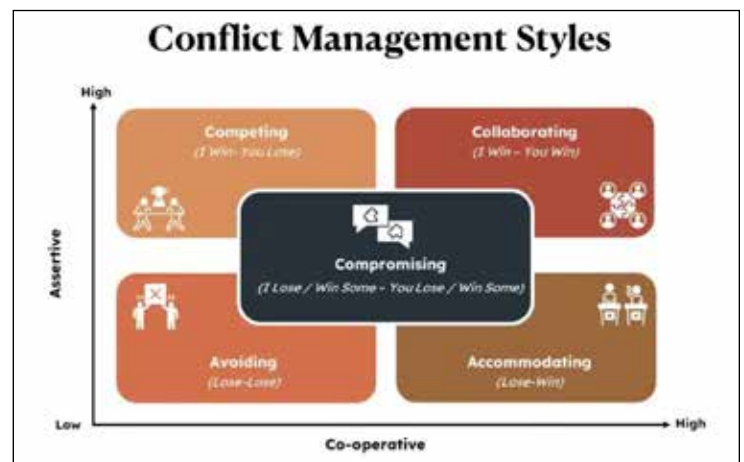 Conflict Management Styles
High
Competing
(I Win- You Lose)
Collaborating
(I Win – You Win)
Compromising
(I Lose / Win Some – You Lose / Win Some)
Assertive
Avoiding
(Lose-Lose)
Accommodating
(Lose-Win)
Low
High
Co-operative